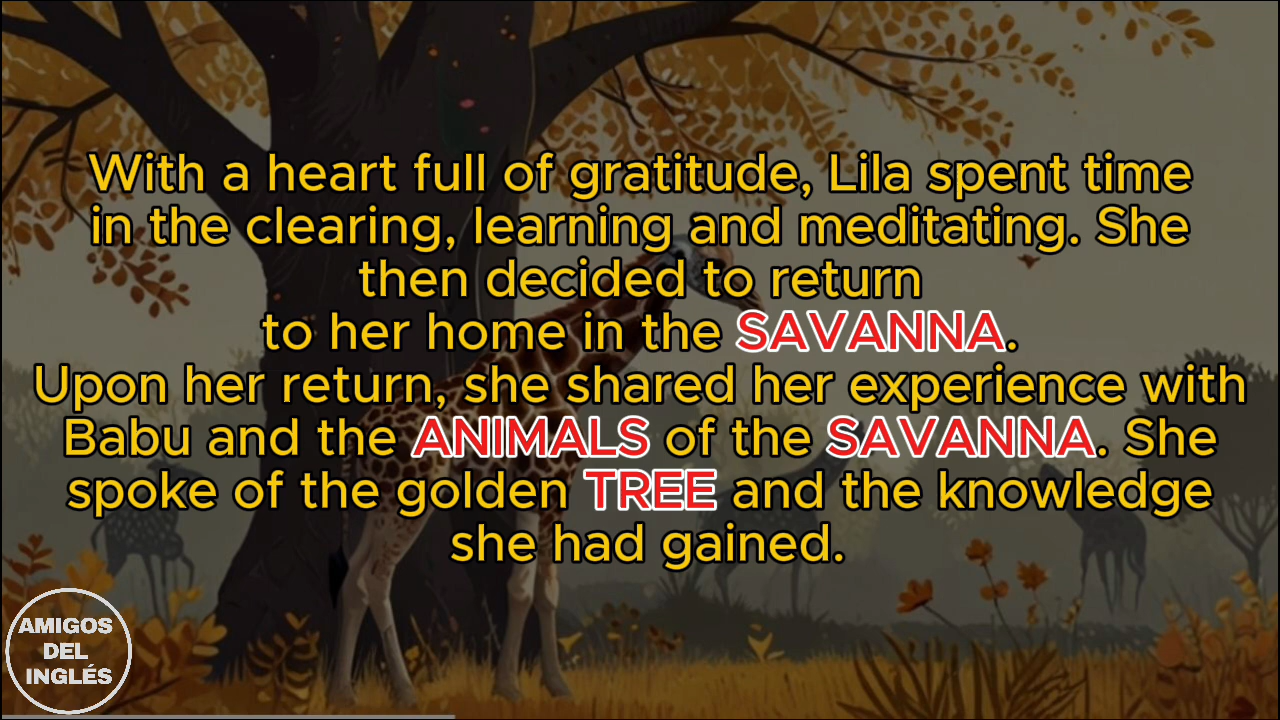 With a heart full of gratitude, Lila spent time
in the clearing, learning and meditating. She
then decided to return
to her home in the SAVANNA.
Upon her return, she shared her experience with
Babu and the ANIMALS of the SAVANNA. She
spoke of the golden TREE and the knowledge
she had gained.
AMIGOS
DEL
INGLÉS